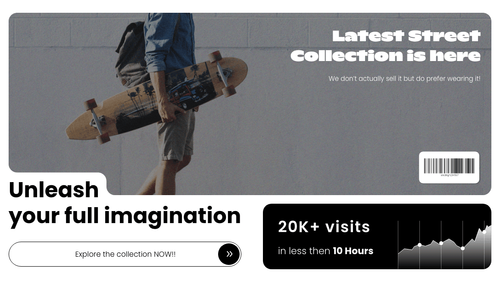 Latest Street
Collection is here
We don't actually sell it but do prefer wearing it!
Unleash
your full imagination
Explore the collection NOW!!
»
20K+ visits
in less then 10 Hours